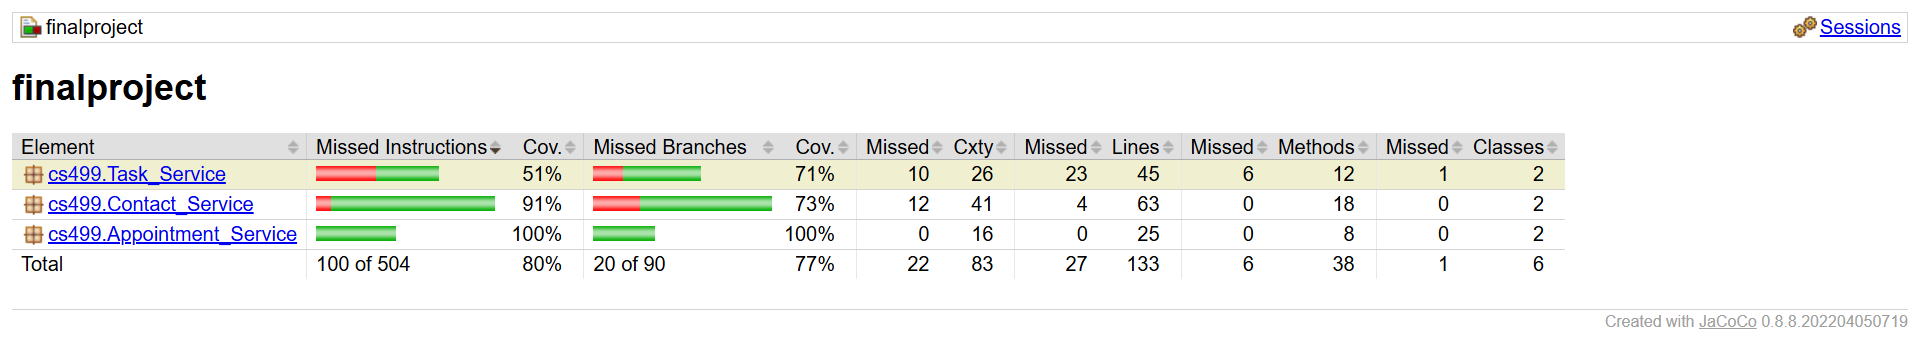 finalproject Sessions
finalproject
Element Missed Instructions Cov. Missed Branches Cov. Missed Cxty Missed Lines Missed Methods Missed Classes
cs499.Task_Service 51% 71% 10 26 23 45 6 12 1 2
cs499.Contact_Service 91% 73% 12 41 4 63 0 18 0 2
cs499.Appointment_Service 100% 100% 0 16 0 25 0 8 0 2
Total 100 of 504 80% 20 of 90 77% 22 83 27 133 6 38 1 6
Created with JaCoCo 0.8.8.202204050719